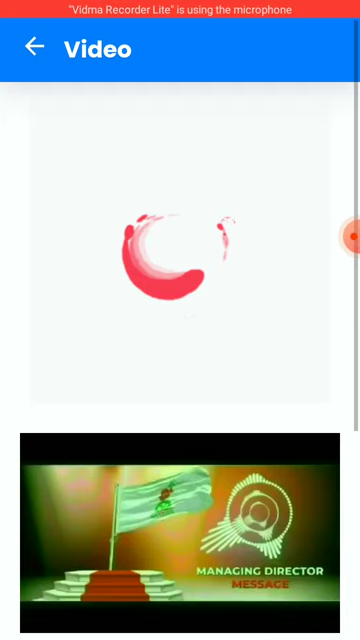 "Vidma Recorder Lite" is using the microphone
Video
MANAGING DIRECTOR
MESSAGE